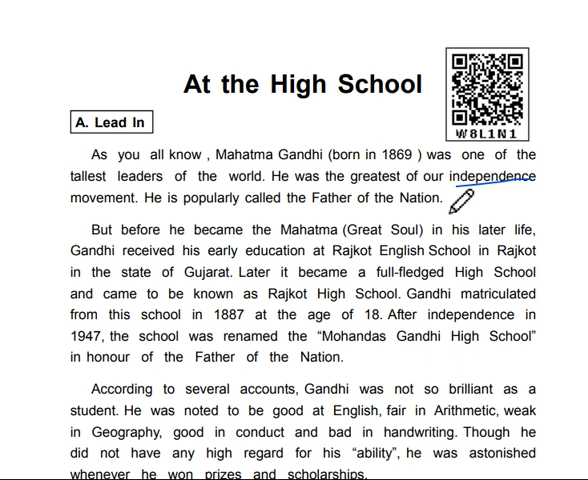 At the High School
W8L1N1
A. Lead In
As you all know , Mahatma Gandhi (born in 1869 ) was one of the
tallest leaders of the world. He was the greatest of our independence
movement. He is popularly called the Father of the Nation.
But before he became the Mahatma (Great Soul) in his later life,
Gandhi received his early education at Rajkot English School in Rajkot
in the state of Gujarat. Later it became a full-fledged High School
and came to be known as Rajkot High School. Gandhi matriculated
from this school in 1887 at the age of 18. After independence in
1947, the school was renamed the “Mohandas Gandhi High School”
in honour of the Father of the Nation.
According to several accounts, Gandhi was not so brilliant as a
student. He was noted to be good at English, fair in Arithmetic, weak
in Geography, good in conduct and bad in handwriting. Though he
did not have any high regard for his “ability”, he was astonished
whenever he won prizes and scholarships.